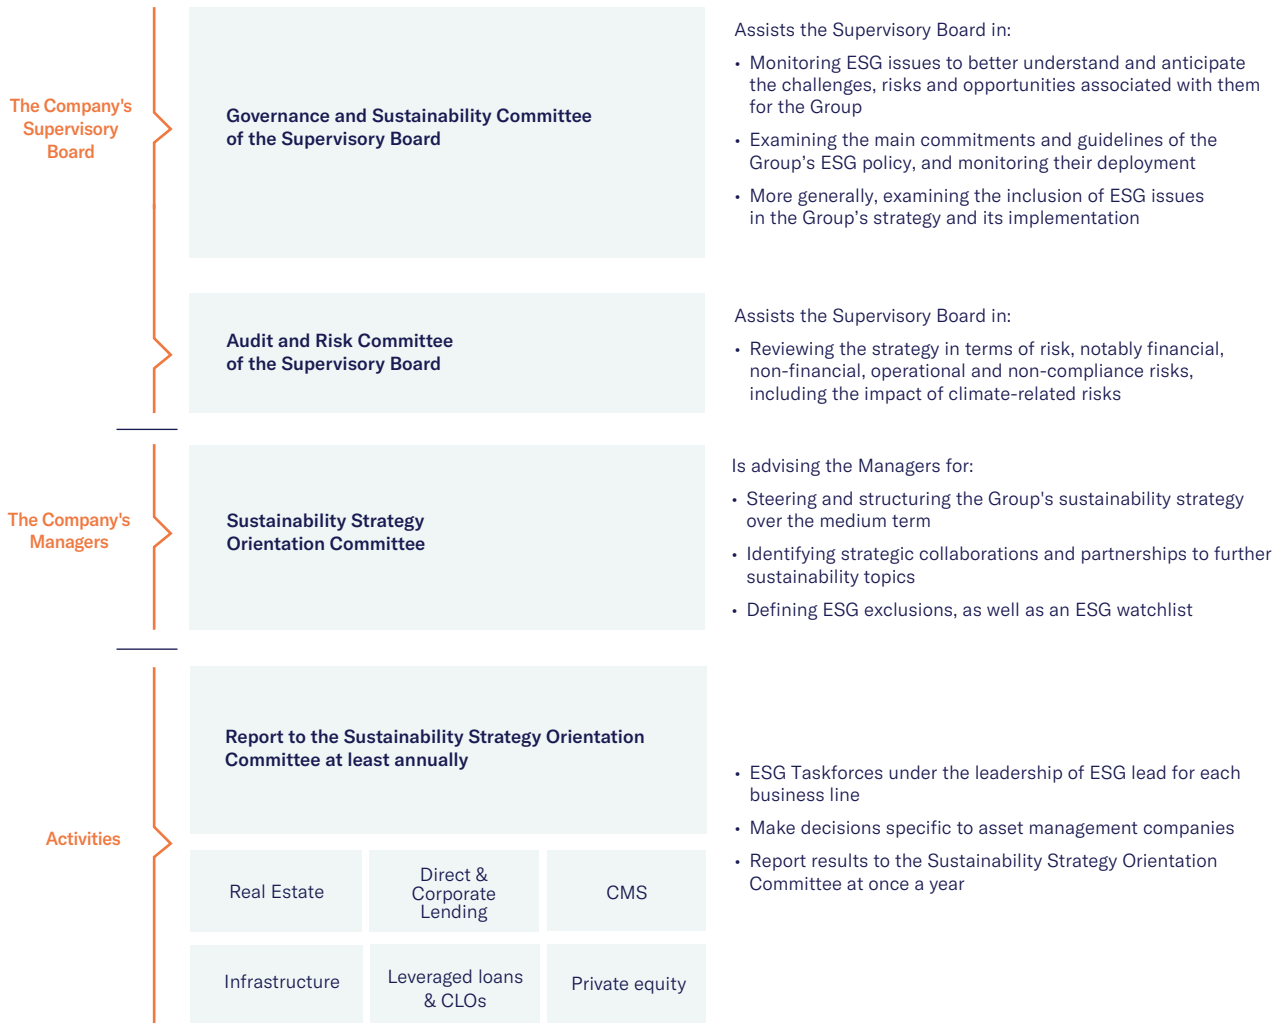 The Company's
Supervisory
Board
Governance and Sustainability Committee
of the Supervisory Board
Assists the Supervisory Board in:
• Monitoring ESG issues to better understand and anticipate
the challenges, risks and opportunities associated with them
for the Group
• Examining the main commitments and guidelines of the
Group's ESG policy, and monitoring their deployment
• More generally, examining the inclusion of ESG issues
in the Group's strategy and its implementation
Audit and Risk Committee
of the Supervisory Board
Assists the Supervisory Board in:
• Reviewing the strategy in terms of risk, notably financial,
non-financial, operational and non-compliance risks,
including the impact of climate-related risks
The Company's
Managers
Sustainability Strategy
Orientation Committee
Is advising the Managers for:
• Steering and structuring the Group's sustainability strategy
over the medium term
• Identifying strategic collaborations and partnerships to further
sustainability topics
• Defining ESG exclusions, as well as an ESG watchlist
Activities
Report to the Sustainability Strategy Orientation
Committee at least annually
Real Estate
Direct &
Corporate
Lending
CMS
Infrastructure
Leveraged loans
& CLOs
Private equity
• ESG Taskforces under the leadership of ESG lead for each
business line
• Make decisions specific to asset management companies
• Report results to the Sustainability Strategy Orientation
Committee at once a year